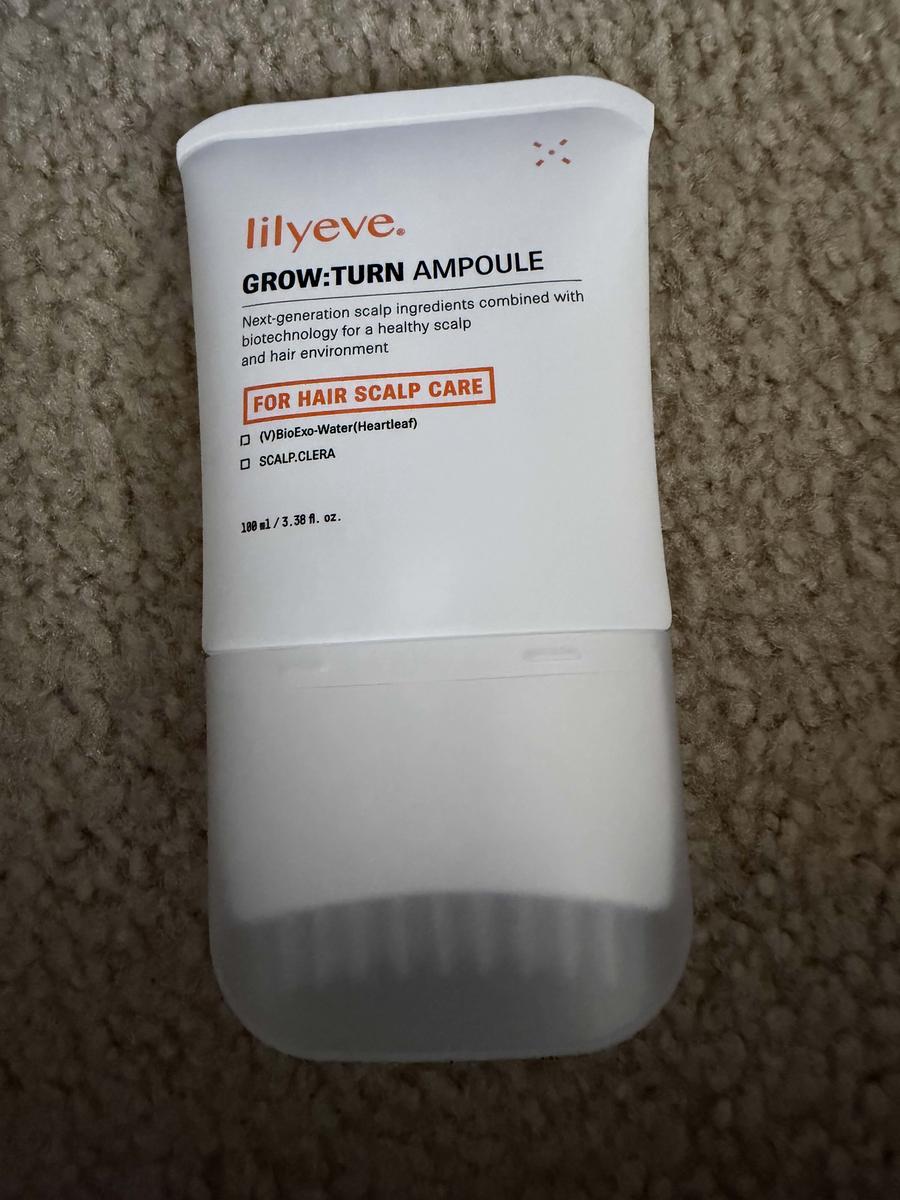 lilyeve®
GROW:TURN AMPOULE
Next-generation scalp ingredients combined with
biotechnology for a healthy scalp
and hair environment
FOR HAIR SCALP CARE
☐ (V)BioExo-Water(Heartleaf)
☐ SCALP.CLERA
100 ml / 3.38 fl. oz.